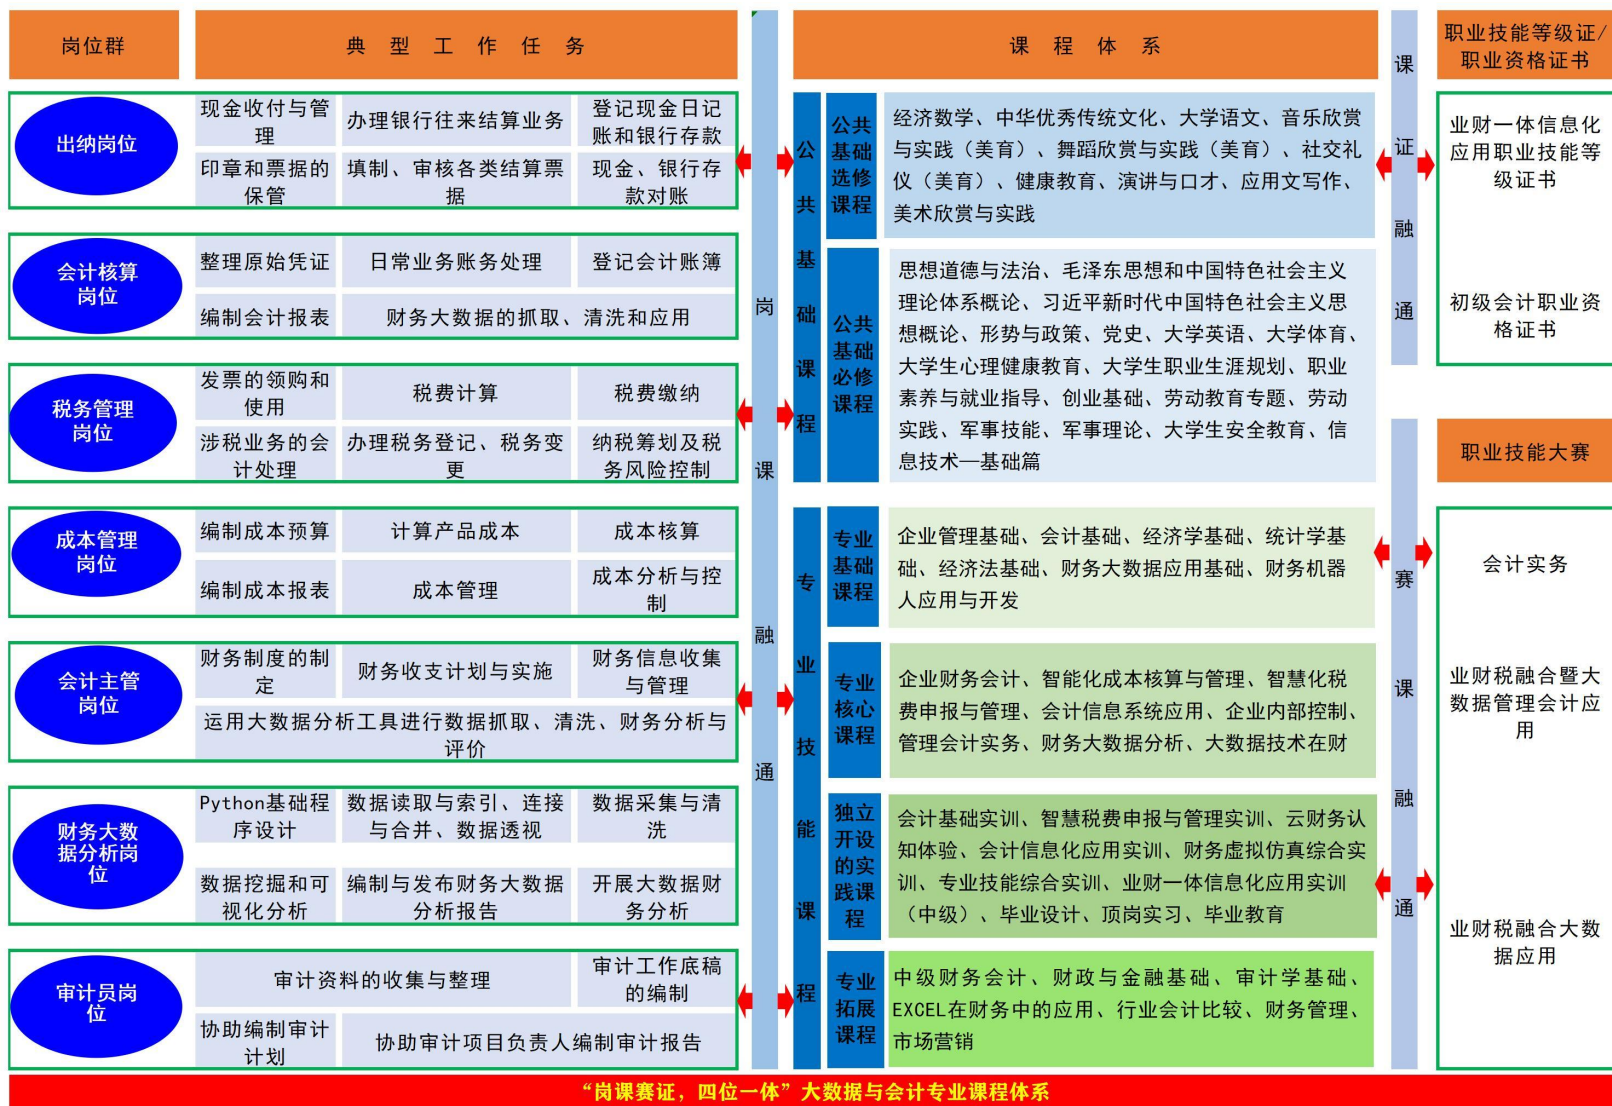 岗位群
典 型 工 作 任 务
课 程 体 系
职业技能等级证/
职业资格证书
出纳岗位
现金收付与管
理
办理银行往来结算业务
登记现金日记
账和银行存款
印章和票据的
保管
填制、审核各类结算票
据
现金、银行存
款对账
会计核算
岗位
整理原始凭证
日常业务账务处理
登记会计账簿
编制会计报表
财务大数据的抓取、清洗和应用
税务管理
岗位
发票的领购和
使用
税费计算
税费缴纳
涉税业务的会
计处理
办理税务登记、税务变
更
纳税筹划及税
务风险控制
成本管理
岗位
编制成本预算
计算产品成本
成本核算
编制成本报表
成本管理
成本分析与控
制
会计主管
岗位
财务制度的制
定
财务收支计划与实施
财务信息收集
与管理
运用大数据分析工具进行数据抓取、清洗、财务分析与
评价
财务大数
据分析岗
位
Python基础程
序设计
数据读取与索引、连接
与合并、数据透视
数据采集与清
洗
数据挖掘和可
视化分析
编制与发布财务大数据
分析报告
开展大数据财
务分析
审计员岗
位
审计资料的收集与整理
审计工作底稿
的编制
协助编制审计
计划
协助审计项目负责人编制审计报告
岗
课
融
通
公
共
基
础
课
程
公共
基础
选修
课程
经济数学、中华优秀传统文化、大学语文、音乐欣赏
与实践（美育）、舞蹈欣赏与实践（美育）、社交礼
仪（美育）、健康教育、演讲与口才、应用文写作、
美术欣赏与实践
公共
基础
必修
课程
思想道德与法治、毛泽东思想和中国特色社会主义
理论体系概论、习近平新时代中国特色社会主义思
想概论、形势与政策、党史、大学英语、大学体育、
大学生心理健康教育、大学生职业生涯规划、职业
素养与就业指导、创业基础、劳动教育专题、劳动
实践、军事技能、军事理论、大学生安全教育、信
息技术—基础篇
专
业
技
能
课
程
专业
基础
课程
企业管理基础、会计基础、经济学基础、统计学基
础、经济法基础、财务大数据应用基础、财务机器
人应用与开发
专业
核心
课程
企业财务会计、智能化成本核算与管理、智慧化税
费申报与管理、会计信息系统应用、企业内部控制、
管理会计实务、财务大数据分析、大数据技术在财
独立
开设
的实
践课
程
会计基础实训、智慧税费申报与管理实训、云财务认
知体验、会计信息化应用实训、财务虚拟仿真综合实
训、专业技能综合实训、业财一体信息化应用实训
（中级）、毕业设计、顶岗实习、毕业教育
专业
拓展
课程
中级财务会计、财政与金融基础、审计学基础、
EXCEL在财务中的应用、行业会计比较、财务管理、
市场营销
课
证
融
通
业财一体信息化
应用职业技能等
级证书
初级会计职业资
格证书
赛
课
融
通
职业技能大赛
会计实务
业财税融合暨大
数据管理会计应
用
业财税融合大数
据应用
“岗课赛证，四位一体”大数据与会计专业课程体系